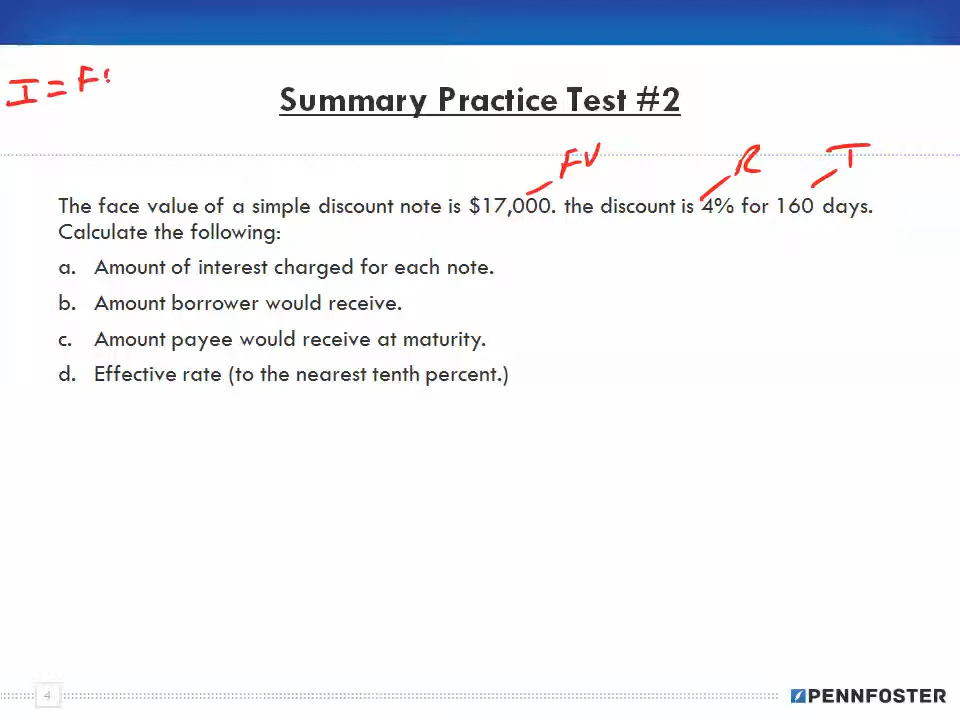 I = F
Summary Practice Test #2
FV R T
The face value of a simple discount note is $17,000. the discount is 4% for 160 days.
Calculate the following:
a. Amount of interest charged for each note.
b. Amount borrower would receive.
c. Amount payee would receive at maturity.
d. Effective rate (to the nearest tenth percent.)
4
PENNFOSTER